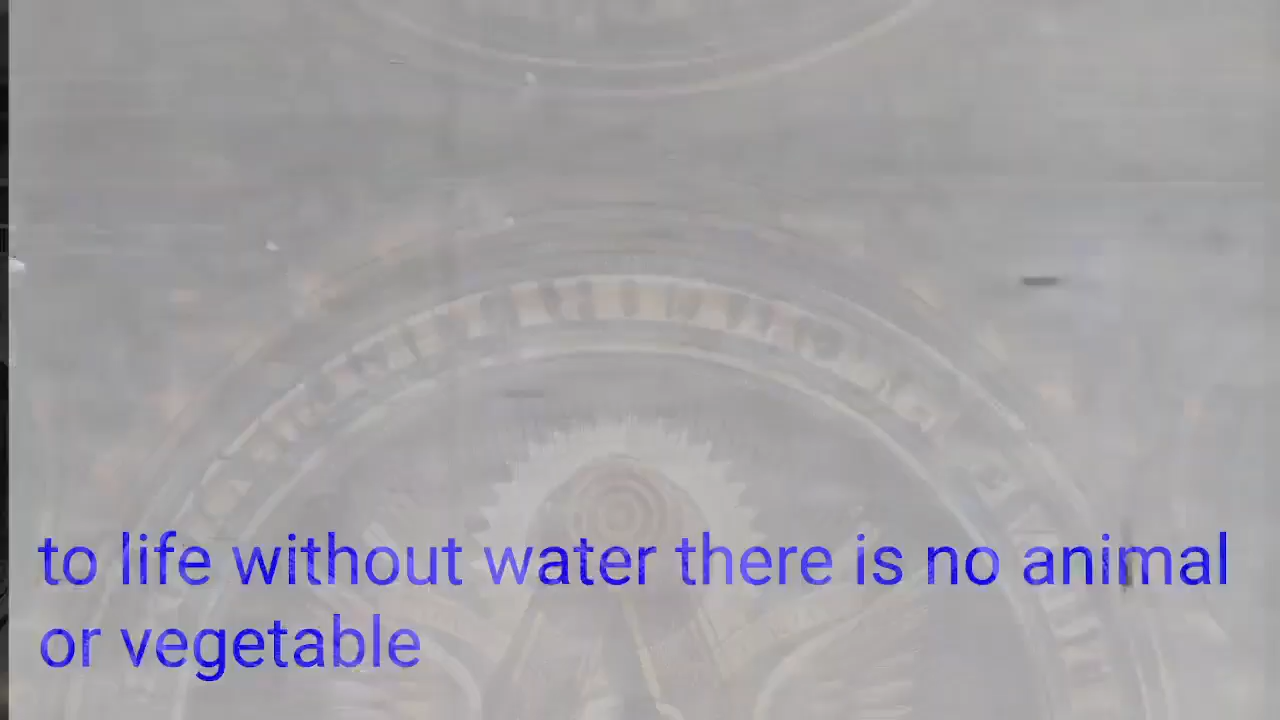 to life without water there is no animal
or vegetable